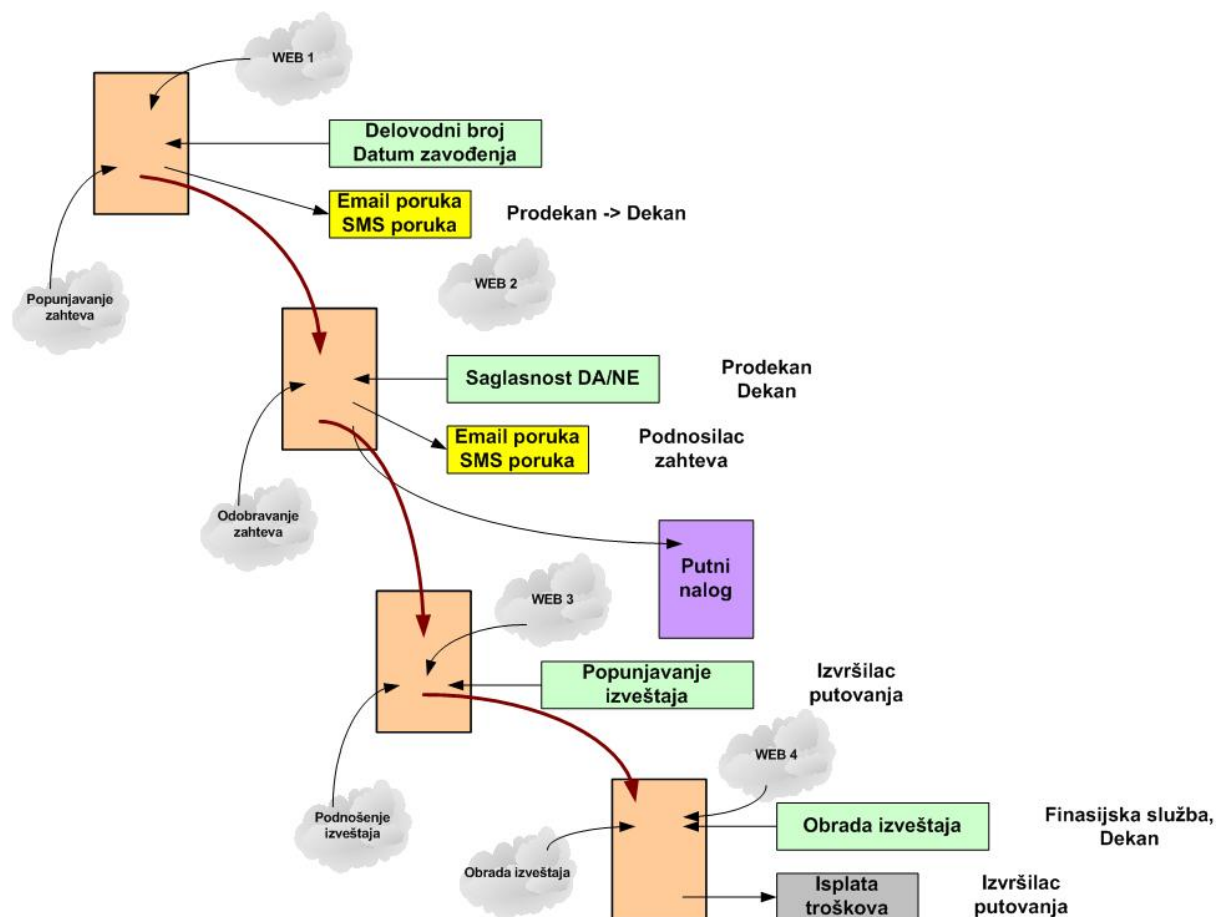 WEB 1
Delovodni broj
Datum zavođenja
Email poruka
SMS poruka
Prodekan -> Dekan
WEB 2
Popunjavanje
zahteva
Saglasnost DA/NE
Prodekan
Dekan
Email poruka
SMS poruka
Podnosilac
zahteva
Odobravanje
zahteva
Putni
nalog
WEB 3
Popunjavanje
izveštaja
Izvršilac
putovanja
WEB 4
Podnošenje
izveštaja
Obrada izveštaja
Finasijska služba,
Dekan
Obrada izveštaja
Isplata
troškova
Izvršilac
putovanja